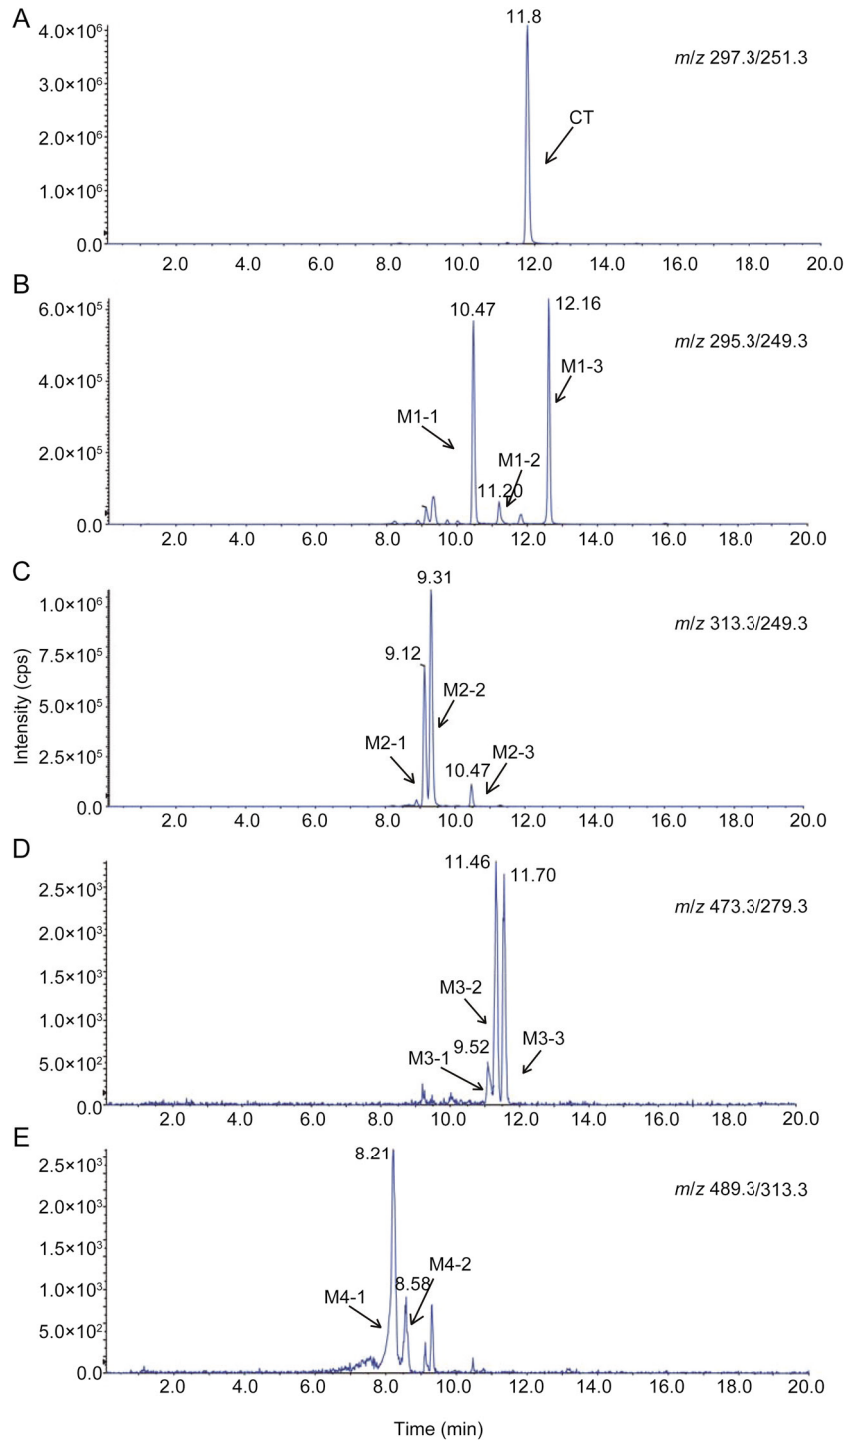 A
11.8
4.0×10⁶
m/z 297.3/251.3
3.0×10⁶
CT
2.0×10⁶
1.0×10⁶
0.0
2.0 4.0 6.0 8.0 10.0 12.0 14.0 16.0 18.0 20.0
B
6.0×10⁵
10.47 12.16
m/z 295.3/249.3
4.0×10⁵
M1-3
M1-1
2.0×10⁵
M1-2
11.20
0.0
2.0 4.0 6.0 8.0 10.0 12.0 14.0 16.0 18.0 20.0
C
9.31
1.0×10⁶
m/z 313.3/249.3
9.12
7.5×10⁵
M2-2
5.0×10⁵
M2-1
M2-3
10.47
2.5×10⁵
0.0
2.0 4.0 6.0 8.0 10.0 12.0 14.0 16.0 18.0 20.0
Intensity (cps)
D
11.46 11.70
2.5×10³
m/z 473.3/279.3
2.0×10³
1.5×10³
M3-2
1.0×10³
M3-3
9.52
M3-1
5.0×10²
0.0
2.0 4.0 6.0 8.0 10.0 12.0 14.0 16.0 18.0 20.0
E
8.21
2.5×10³
m/z 489.3/313.3
2.0×10³
1.5×10³
M4-2
8.58
1.0×10³
M4-1
5.0×10²
0.0
2.0 4.0 6.0 8.0 10.0 12.0 14.0 16.0 18.0 20.0
Time (min)